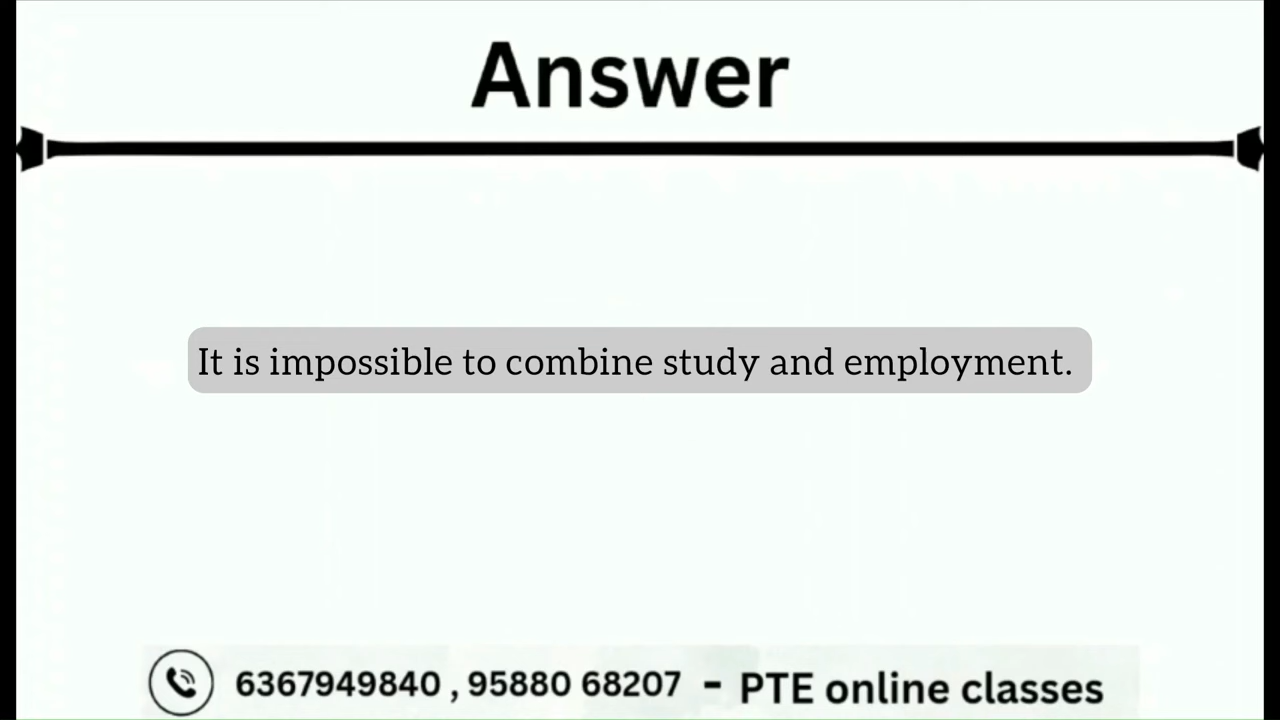 Answer
It is impossible to combine study and employment.
6367949840 , 95880 68207 - PTE online classes